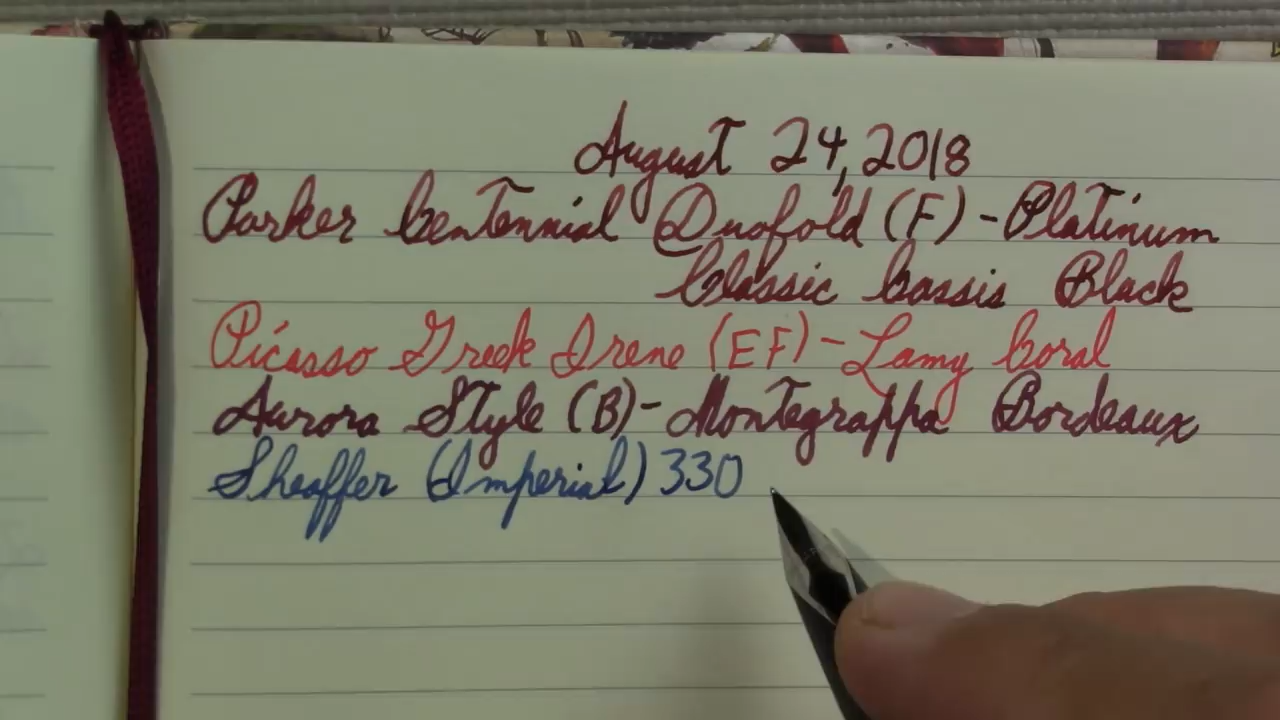 August 24, 2018
Parker Centennial Duofold (F) - Platinum
Classic Cassis Black
Picasso Greek Irene (EF) - Lamy Coral
Aurora Style (B) - Montegrappa Bordeaux
Sheaffer (Imperial) 330